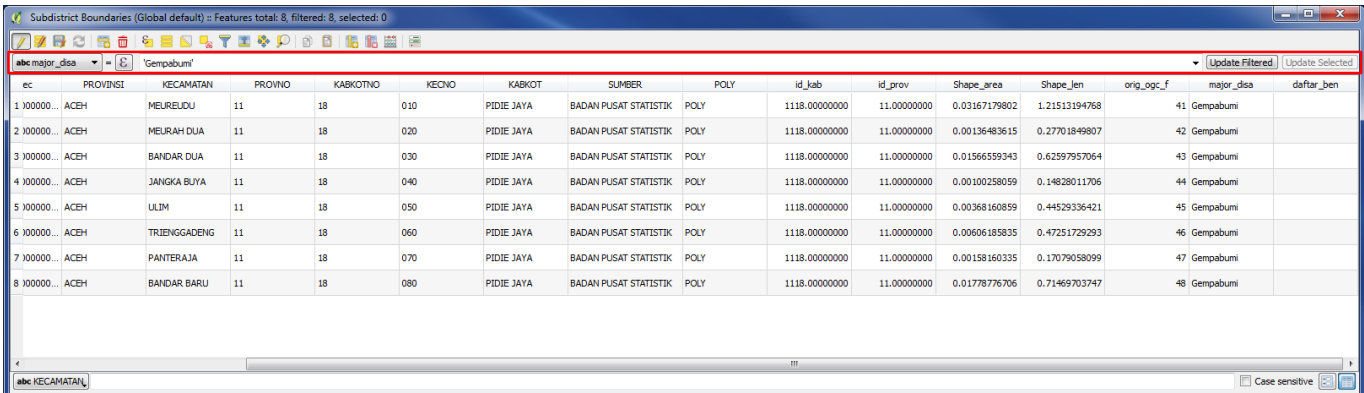 Subdistrict Boundaries (Global default) :: Features total: 8, filtered: 8, selected: 0
abc major_disa = ε 'Gempabumi' Update Filtered Update Selected
ec PROVINSI KECAMATAN PROVNO KABKOTNO KECNO KABKOT SUMBER POLY id_kab id_prov Shape_area Shape_len orig_ogc_f major_disa daftar_ben
1 )00000... ACEH MEUREUDU 11 18 010 PIDIE JAYA BADAN PUSAT STATISTIK POLY 1118.00000000 11.00000000 0.03167179802 1.21513194768 41 Gempabumi
2 )00000... ACEH MEURAH DUA 11 18 020 PIDIE JAYA BADAN PUSAT STATISTIK POLY 1118.00000000 11.00000000 0.00136483615 0.27701849807 42 Gempabumi
3 )00000... ACEH BANDAR DUA 11 18 030 PIDIE JAYA BADAN PUSAT STATISTIK POLY 1118.00000000 11.00000000 0.01566559343 0.62597957064 43 Gempabumi
4 )00000... ACEH JANGKA BUYA 11 18 040 PIDIE JAYA BADAN PUSAT STATISTIK POLY 1118.00000000 11.00000000 0.00100258059 0.14828011706 44 Gempabumi
5 )00000... ACEH ULIM 11 18 050 PIDIE JAYA BADAN PUSAT STATISTIK POLY 1118.00000000 11.00000000 0.00368160859 0.44529336421 45 Gempabumi
6 )00000... ACEH TRIENGGADENG 11 18 060 PIDIE JAYA BADAN PUSAT STATISTIK POLY 1118.00000000 11.00000000 0.00606185835 0.47251729293 46 Gempabumi
7 )00000... ACEH PANTERAJA 11 18 070 PIDIE JAYA BADAN PUSAT STATISTIK POLY 1118.00000000 11.00000000 0.00158160335 0.17079058099 47 Gempabumi
8 )00000... ACEH BANDAR BARU 11 18 080 PIDIE JAYA BADAN PUSAT STATISTIK POLY 1118.00000000 11.00000000 0.01778776706 0.71469703747 48 Gempabumi
abc KECAMATAN Case sensitive